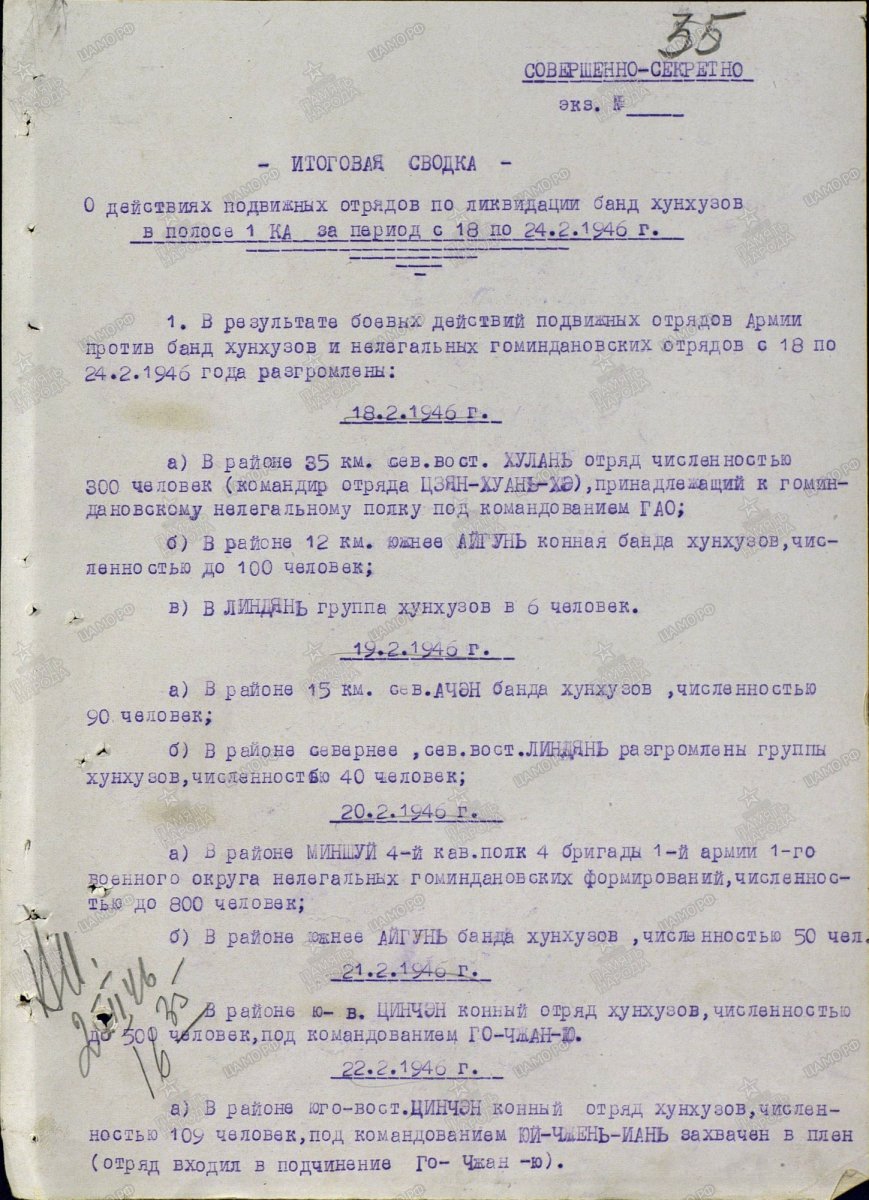 35
СОВЕРШЕННО-СЕКРЕТНО
экз. №
- ИТОГОВАЯ СВОДКА -
О действиях подвижных отрядов по ликвидации банд хунхузов
в полосе 1 КА за период с 18 по 24.2.1946 г.
1. В результате боевых действий подвижных отрядов Армии
против банд хунхузов и нелегальных гоминдановских отрядов с 18 по
24.2.1946 года разгромлены:
18.2.1946 г.
а) В районе 35 км. сев.вост. ХУЛАНЬ отряд численностью
300 человек (командир отряда ЦЗЯН-ХУАНЬ-ХЭ),принадлежащий к гомин-
дановскому нелегальному полку под командованием ГАО;
б) В районе 12 км. южнее АЙГУНЬ конная банда хунхузов,чис-
ленностью до 100 человек;
в) В ЛИНДЯНЬ группа хунхузов в 6 человек.
19.2.1946 г.
а) В районе 15 км. сев.АЧЭН банда хунхузов ,численностью
90 человек;
б) В районе севернее ,сев.вост.ЛИНДЯНЬ разгромлены группы
хунхузов,численностью 40 человек;
20.2.1946 г.
а) В районе МИНШУЙ 4-й кав.полк 4 бригады 1-й армии 1-го
военного округа нелегальных гоминдановских формирований,численнос-
тью до 800 человек;
б) В районе южнее АЙГУНЬ банда хунхузов ,численностью 50 чел.
21.2.1946 г.
В районе ю- в. ЦИНЧЭН конный отряд хунхузов,численностью
до 500 человек,под командованием ГО-ЧЖАН-Ю.
22.2.1946 г.
а) В районе юго-вост.ЦИНЧЭН конный отряд хунхузов,числен-
ностью 109 человек,под командованием ЮЙ-ЧЖЕНЬ-ИАНЬ захвачен в плен
(отряд входил в подчинение Го- Чжан -ю).
16 35
ЦАМО.РФ
ПАМЯТЬ НАРОДА